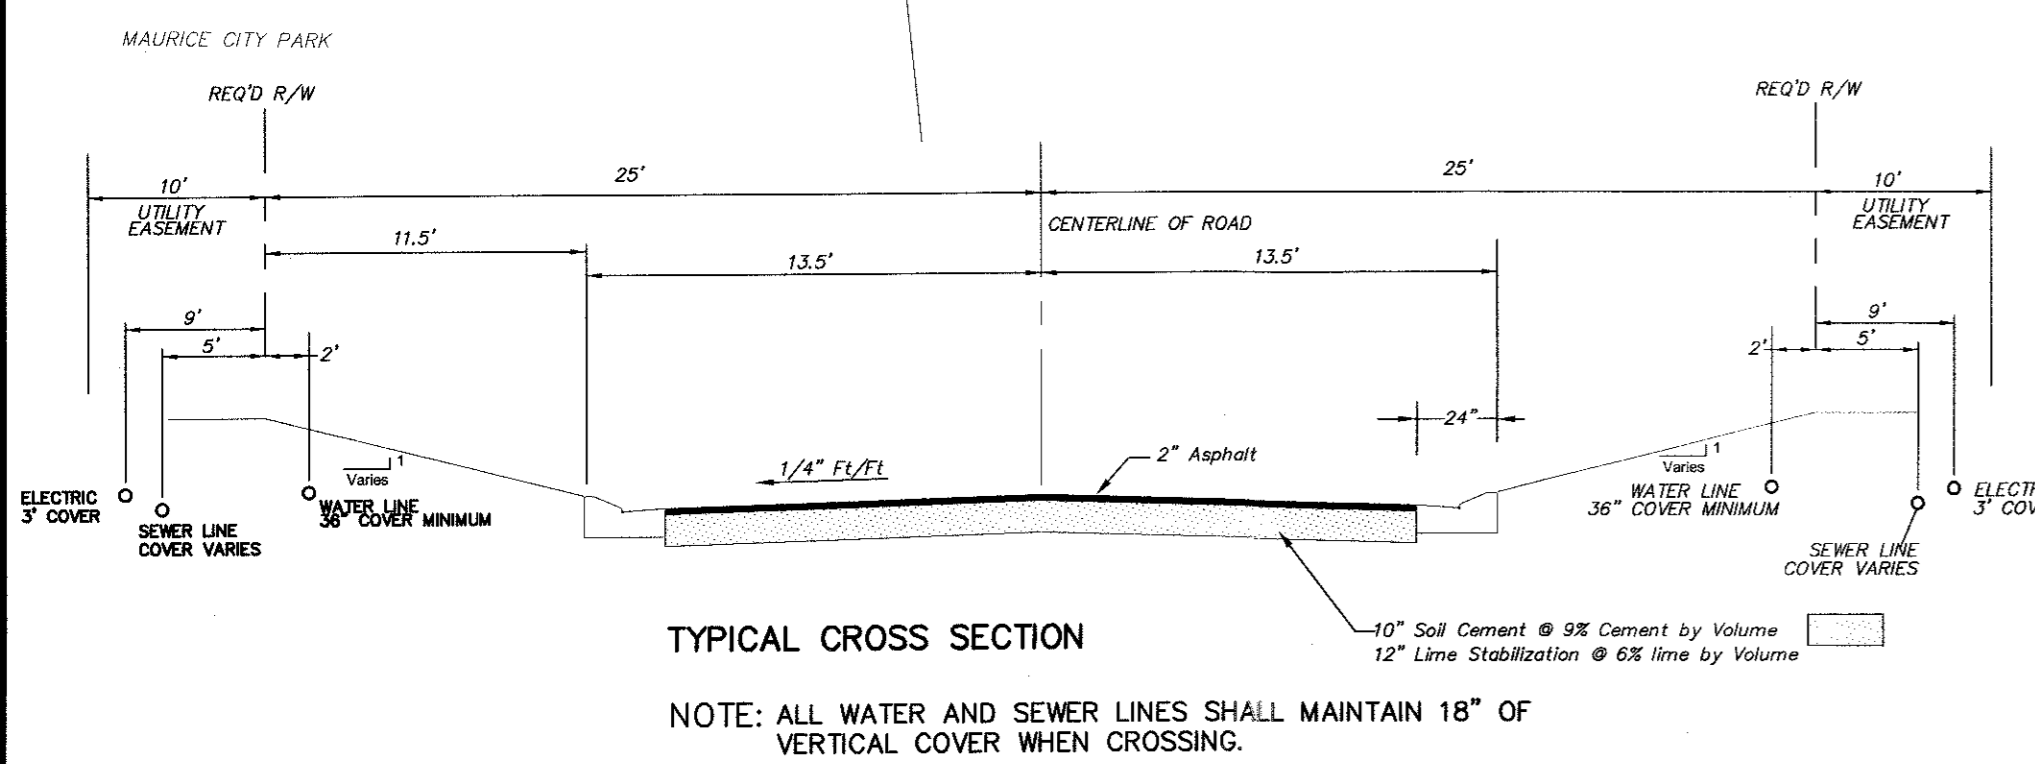 MAURICE CITY PARK
REQ'D R/W
REQ'D R/W
10'
25'
25'
10'
UTILITY
EASEMENT
CENTERLINE OF ROAD
UTILITY
EASEMENT
11.5'
13.5'
13.5'
9'
5'
2'
9'
2'
5'
24"
2" Asphalt
1/4" Ft/Ft
1
Varies
1
Varies
ELECTRIC
3' COVER
SEWER LINE
COVER VARIES
WATER LINE
36" COVER MINIMUM
WATER LINE
36" COVER MINIMUM
ELECTR
3' COV
SEWER LINE
COVER VARIES
10" Soil Cement @ 9% Cement by Volume
12" Lime Stabilization @ 6% lime by Volume
TYPICAL CROSS SECTION
NOTE: ALL WATER AND SEWER LINES SHALL MAINTAIN 18" OF
VERTICAL COVER WHEN CROSSING.